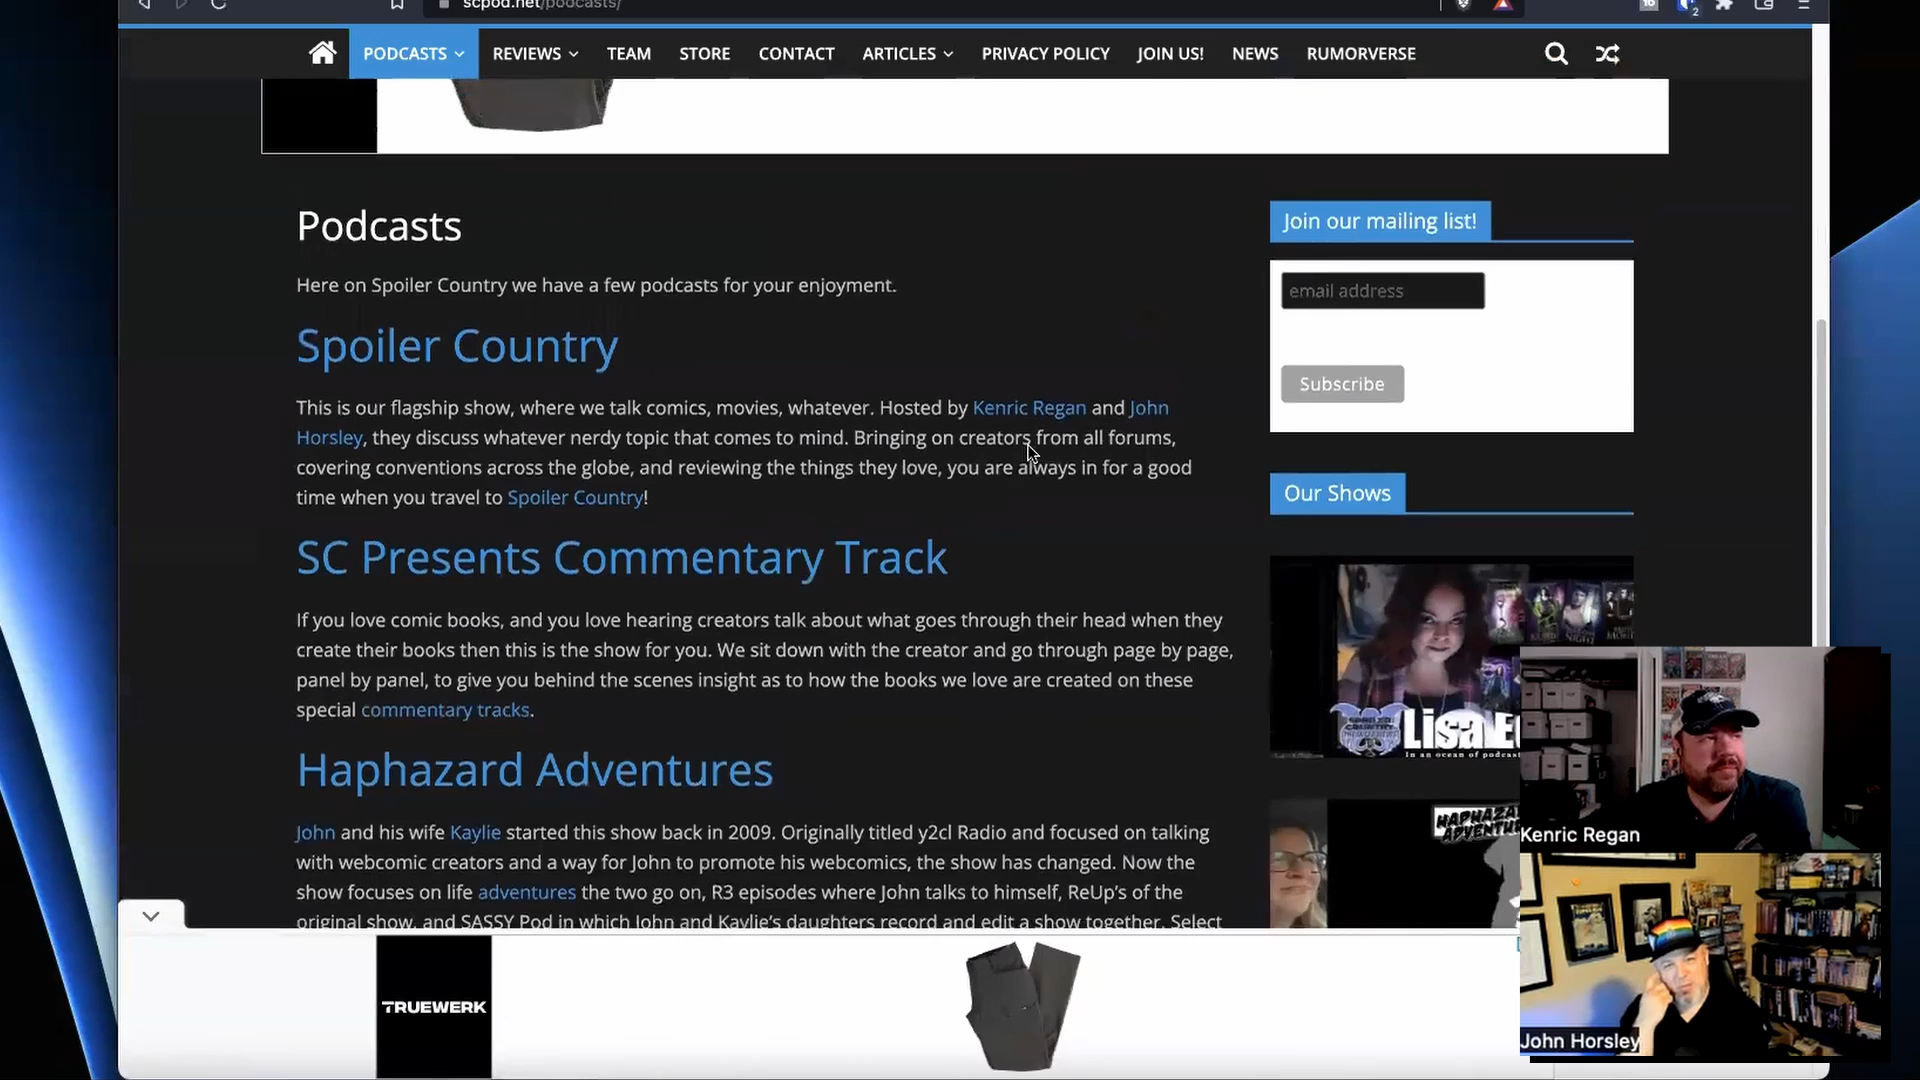 scpod.net/podcasts/
2
PODCASTS REVIEWS TEAM STORE CONTACT ARTICLES PRIVACY POLICY JOIN US! NEWS RUMORVERSE
Podcasts
Here on Spoiler Country we have a few podcasts for your enjoyment.
Spoiler Country
This is our flagship show, where we talk comics, movies, whatever. Hosted by Kenric Regan and John
Horsley, they discuss whatever nerdy topic that comes to mind. Bringing on creators from all forums,
covering conventions across the globe, and reviewing the things they love, you are always in for a good
time when you travel to Spoiler Country!
SC Presents Commentary Track
If you love comic books, and you love hearing creators talk about what goes through their head when they
create their books then this is the show for you. We sit down with the creator and go through page by page,
panel by panel, to give you behind the scenes insight as to how the books we love are created on these
special commentary tracks.
Haphazard Adventures
John and his wife Kaylie started this show back in 2009. Originally titled y2cl Radio and focused on talking
with webcomic creators and a way for John to promote his webcomics, the show has changed. Now the
show focuses on life adventures the two go on, R3 episodes where John talks to himself, ReUp's of the
original show, and SASSY Pod in which John and Kaylie's daughters record and edit a show together. Select
Join our mailing list!
email address
Subscribe
Our Shows
Lisa
In an ocean of podcas
HAPHAZA
ADVENTU
Kenric Regan
John Horsley
TRUEWERK